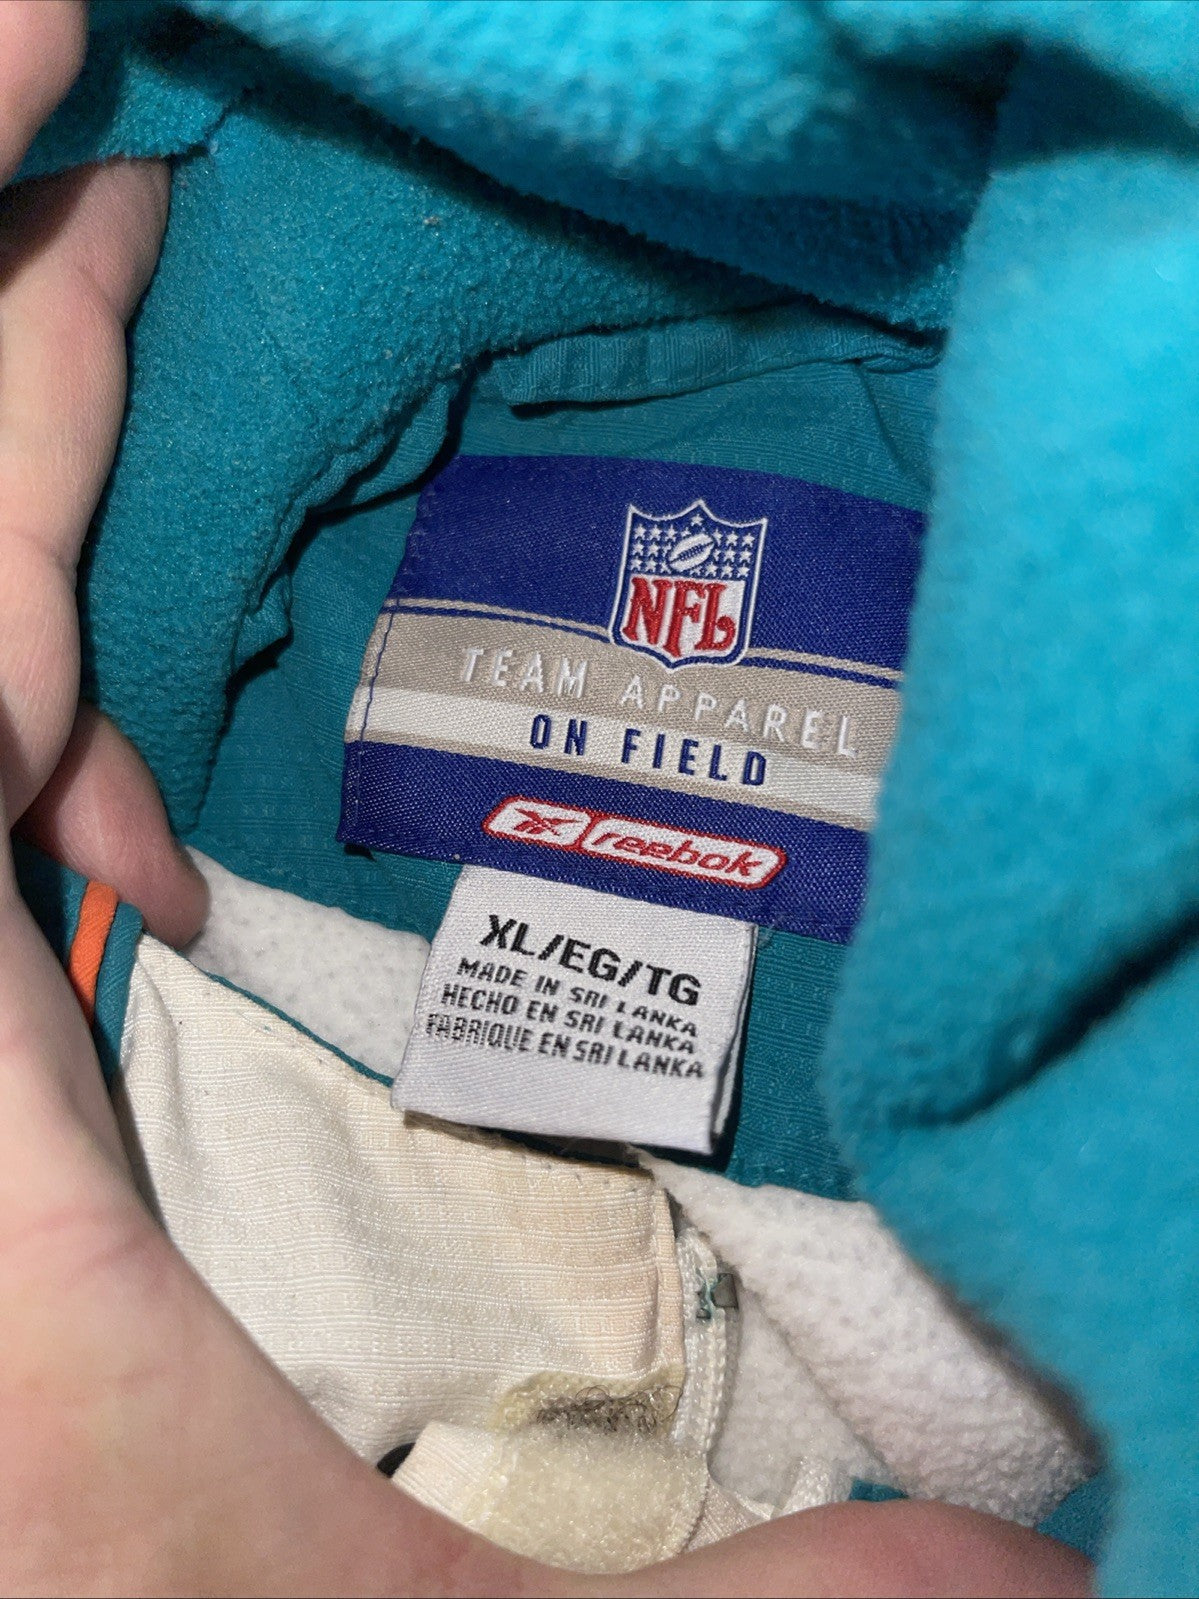 NFL
TEAM APPAREL
ON FIELD
reebok
XL/EG/TG
MADE IN SRI LANKA
HECHO EN SRI LANKA
FABRIQUE EN SRI LANKA